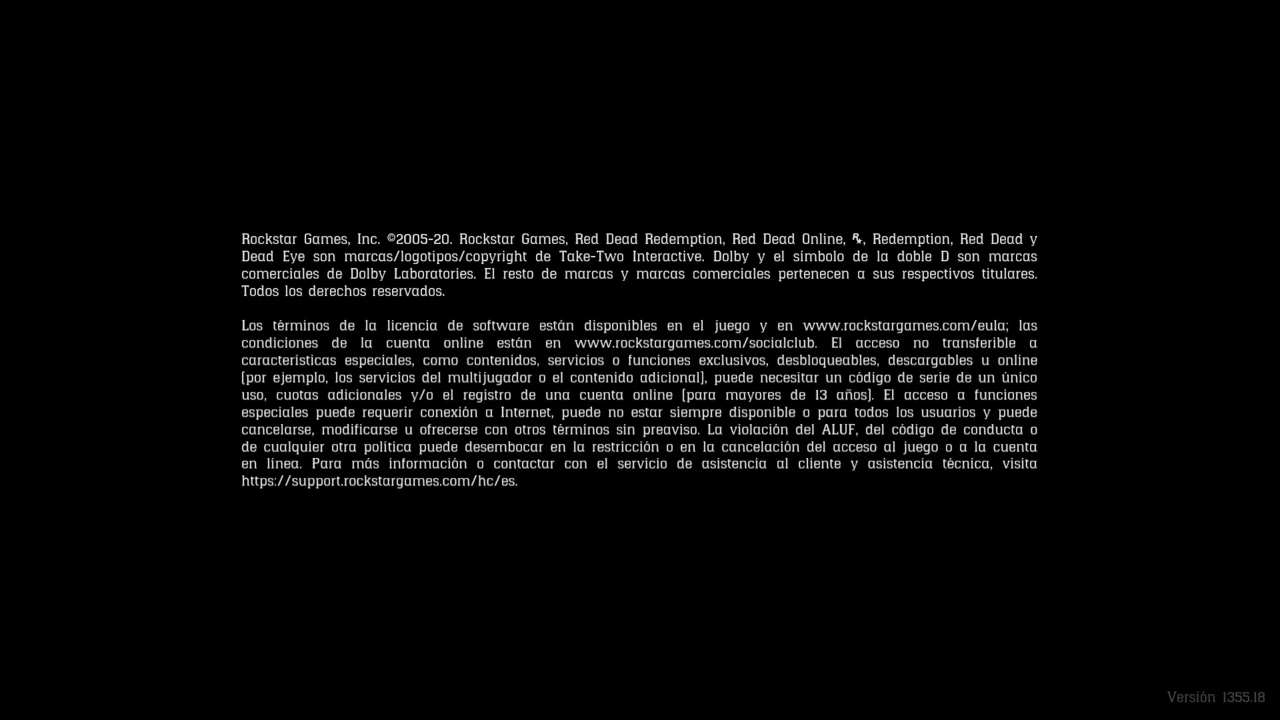 Rockstar Games, Inc. ©2005-20. Rockstar Games, Red Dead Redemption, Red Dead Online, R★, Redemption, Red Dead y
Dead Eye son marcas/logotipos/copyright de Take-Two Interactive. Dolby y el símbolo de la doble D son marcas
comerciales de Dolby Laboratories. El resto de marcas y marcas comerciales pertenecen a sus respectivos titulares.
Todos los derechos reservados.
Los términos de la licencia de software están disponibles en el juego y en www.rockstargames.com/eula; las
condiciones de la cuenta online están en www.rockstargames.com/socialclub. El acceso no transferible a
características especiales, como contenidos, servicios o funciones exclusivos, desbloqueables, descargables u online
(por ejemplo, los servicios del multijugador o el contenido adicional), puede necesitar un código de serie de un único
uso, cuotas adicionales y/o el registro de una cuenta online (para mayores de 13 años). El acceso a funciones
especiales puede requerir conexión a Internet, puede no estar siempre disponible o para todos los usuarios y puede
cancelarse, modificarse u ofrecerse con otros términos sin preaviso. La violación del ALUF, del código de conducta o
de cualquier otra política puede desembocar en la restricción o en la cancelación del acceso al juego o a la cuenta
en línea. Para más información o contactar con el servicio de asistencia al cliente y asistencia técnica, visita
https://support.rockstargames.com/hc/es.
Versión 1355.18